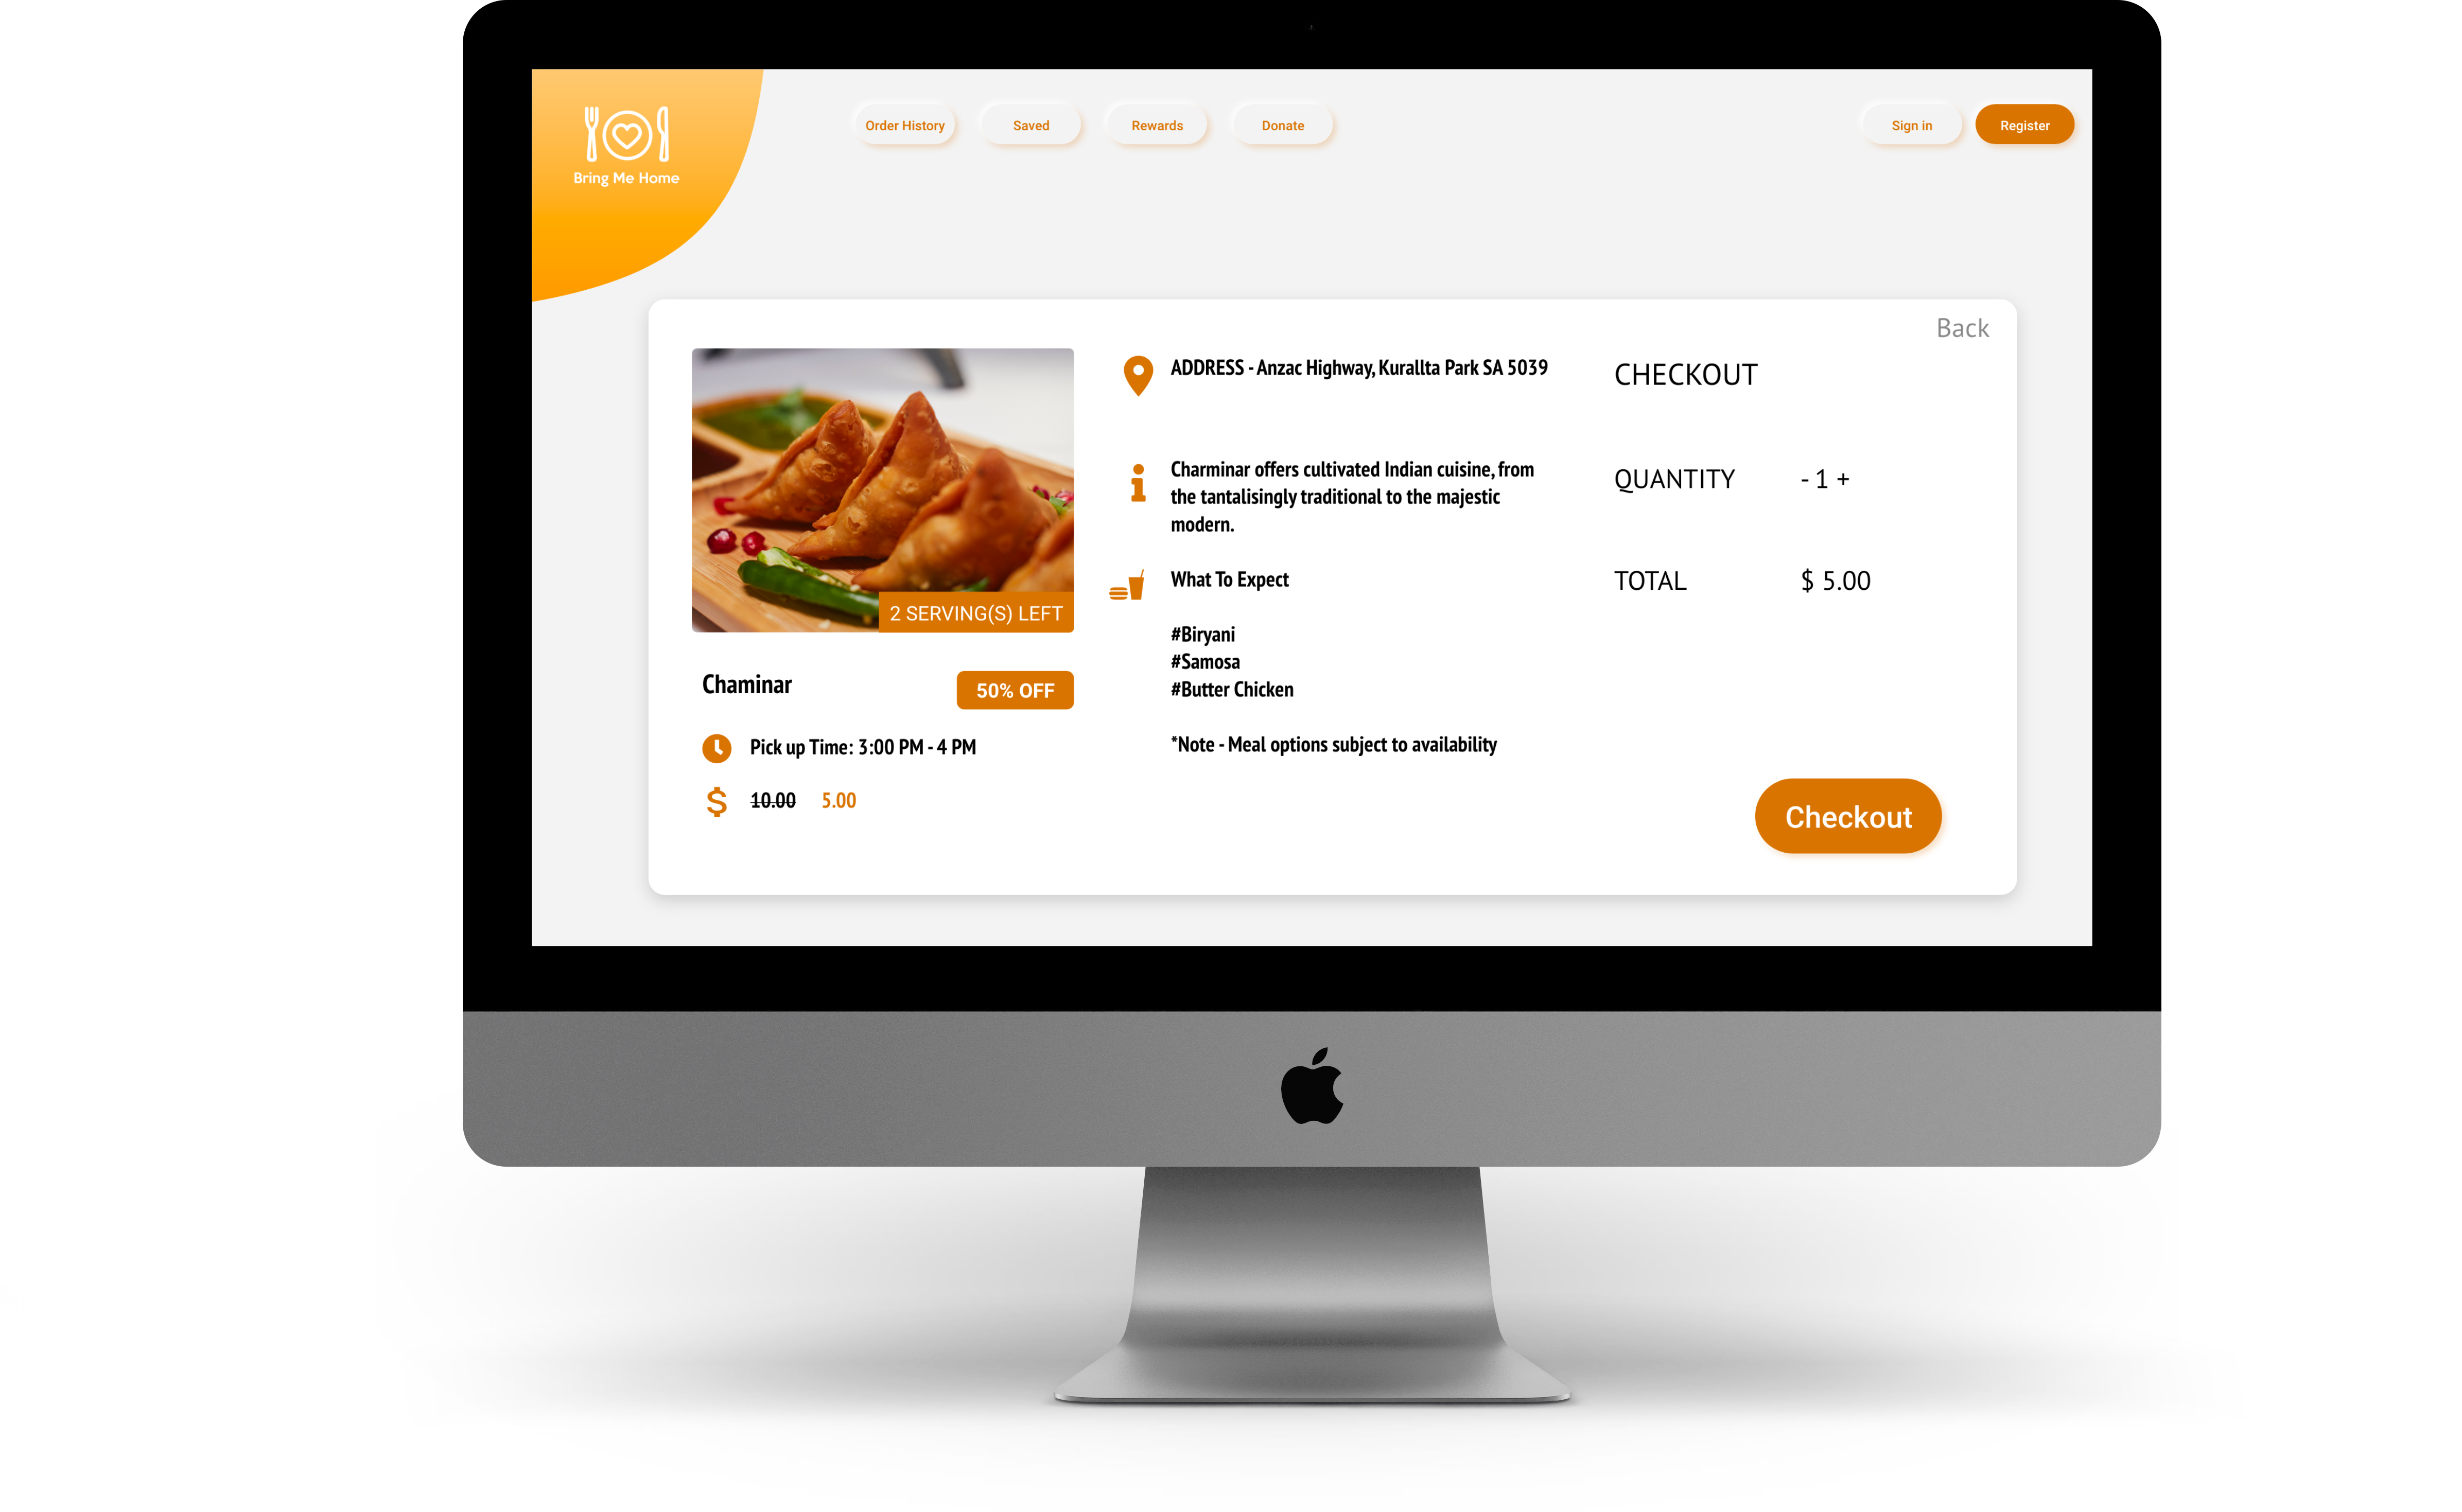 Bring Me Home
Order History
Saved
Rewards
Donate
Sign in
Register
Back
2 SERVING(S) LEFT
Chaminar
50% OFF
Pick up Time: 3:00 PM - 4 PM
$ 10.00 5.00
ADDRESS - Anzac Highway, Kurallta Park SA 5039
Charminar offers cultivated Indian cuisine, from
the tantalisingly traditional to the majestic
modern.
What To Expect
#Biryani
#Samosa
#Butter Chicken
*Note - Meal options subject to availability
CHECKOUT
QUANTITY - 1 +
TOTAL $ 5.00
Checkout